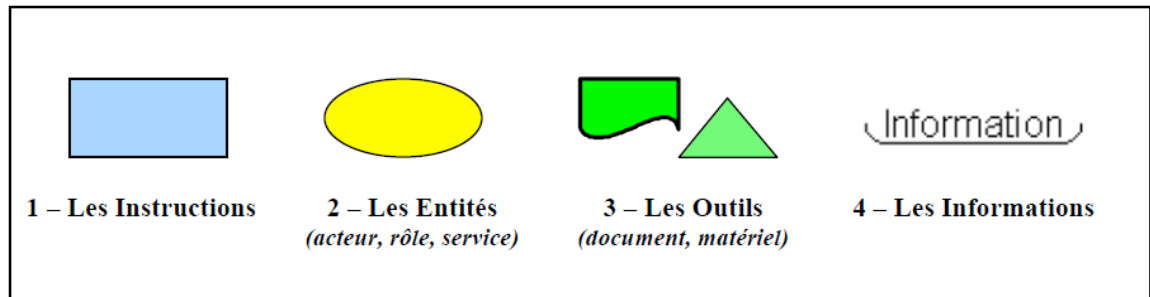 Information
1 – Les Instructions
2 – Les Entités
(acteur, rôle, service)
3 – Les Outils
(document, matériel)
4 – Les Informations